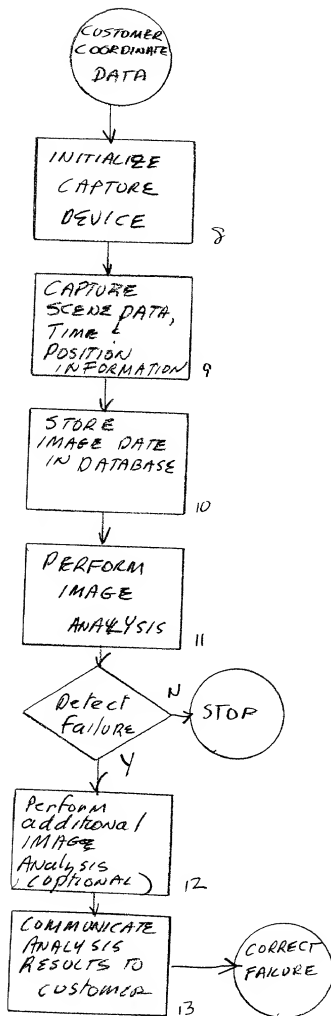 CUSTOMER
COORDINATE
DATA
INITIALIZE
CAPTURE
DEVICE
8
CAPTURE
SCENE DATA,
TIME &
POSITION
INFORMATION
9
STORE
IMAGE DATE
IN DATABASE
10
PERFORM
IMAGE
ANALYSIS
11
Detect
Failure
N
STOP
Y
Perform
additional
IMAGE
Analysis
(OPTIONAL)
12
COMMUNICATE
ANALYSIS
RESULTS TO
CUSTOMER
13
CORRECT
FAILURE